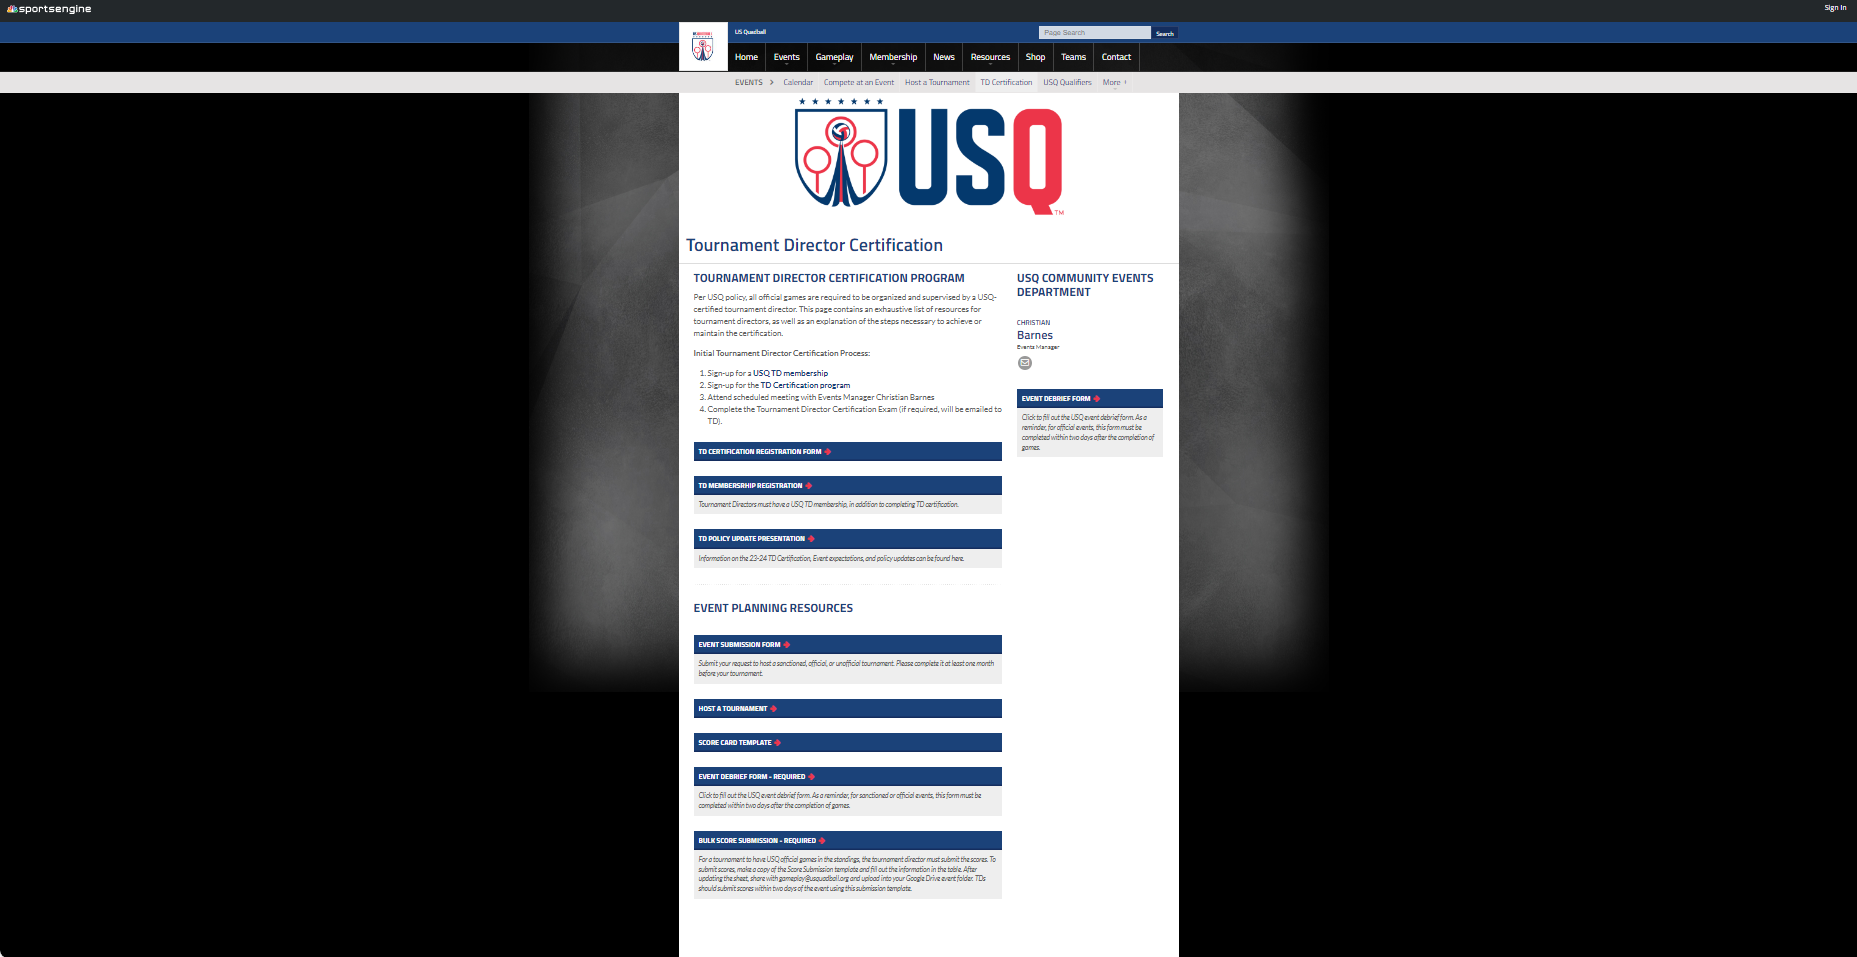 sportsengine
Sign In
US Quadball
Page Search
Search
Home
Events
Gameplay
Membership
News
Resources
Shop
Teams
Contact
EVENTS
Calendar
Compete at an Event
Host a Tournament
TD Certification
USQ Qualifiers
More +
USQ TM
Tournament Director Certification
TOURNAMENT DIRECTOR CERTIFICATION PROGRAM
Per USQ policy, all official games are required to be organized and supervised by a USQ-
certified tournament director. This page contains an exhaustive list of resources for
tournament directors, as well as an explanation of the steps necessary to achieve or
maintain the certification.
Initial Tournament Director Certification Process:
1. Sign-up for a USQ TD membership
2. Sign-up for the TD Certification program
3. Attend scheduled meeting with Events Manager Christian Barnes
4. Complete the Tournament Director Certification Exam (if required, will be emailed to
TD).
TD CERTIFICATION REGISTRATION FORM
TD MEMBESRHIP REGISTRATION
Tournament Directors must have a USQ TD membership, in addition to completing TD certification.
TD POLICY UPDATE PRESENTATION
Information on the 23-24 TD Certification, Event expectations, and policy updates can be found here.
EVENT PLANNING RESOURCES
EVENT SUBMISSION FORM
Submit your request to host a sanctioned, official, or unofficial tournament. Please complete it at least one month
before your tournament.
HOST A TOURNAMENT
SCORE CARD TEMPLATE
EVENT DEBRIEF FORM - REQUIRED
Click to fill out the USQ event debrief form. As a reminder, for sanctioned or official events, this form must be
completed within two days after the completion of games.
BULK SCORE SUBMISSION - REQUIRED
For a tournament to have USQ official games in the standings, the tournament director must submit the scores. To
submit scores, make a copy of the Score Submission template and fill out the information in the table. After
updating the sheet, share with gameplay@usquadball.org and upload into your Google Drive event folder. TDs
should submit scores within two days of the event using this submission template.
USQ COMMUNITY EVENTS
DEPARTMENT
CHRISTIAN
Barnes
Events Manager
EVENT DEBRIEF FORM
Click to fill out the USQ event debrief form. As a
reminder, for official events, this form must be
completed within two days after the completion of
games.